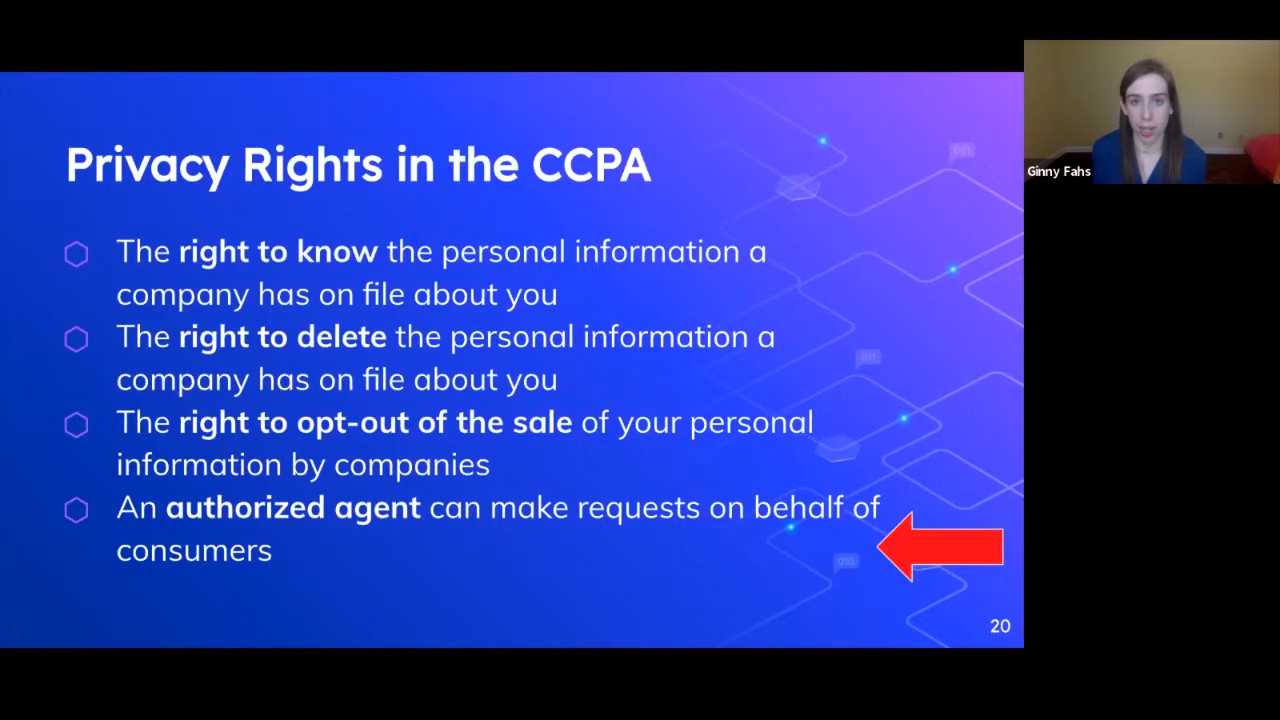 Privacy Rights in the CCPA
The right to know the personal information a
company has on file about you
The right to delete the personal information a
company has on file about you
The right to opt-out of the sale of your personal
information by companies
An authorized agent can make requests on behalf of
consumers
20
Ginny Fahs